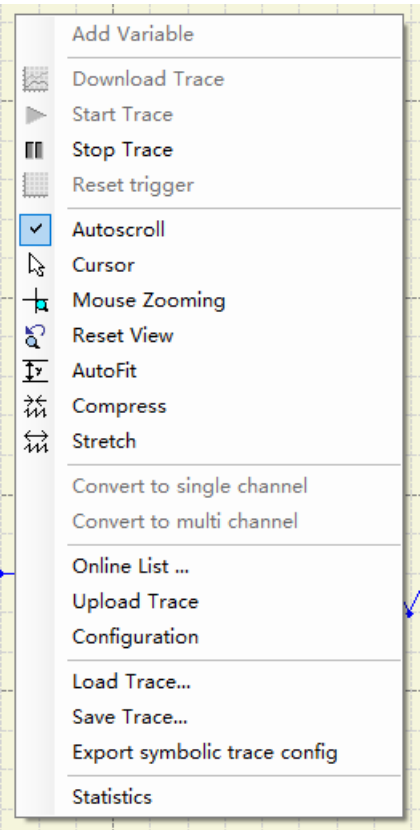 Add Variable
Download Trace
Start Trace
Stop Trace
Reset trigger
Autoscroll
Cursor
Mouse Zooming
Reset View
AutoFit
Compress
Stretch
Convert to single channel
Convert to multi channel
Online List ...
Upload Trace
Configuration
Load Trace...
Save Trace...
Export symbolic trace config
Statistics